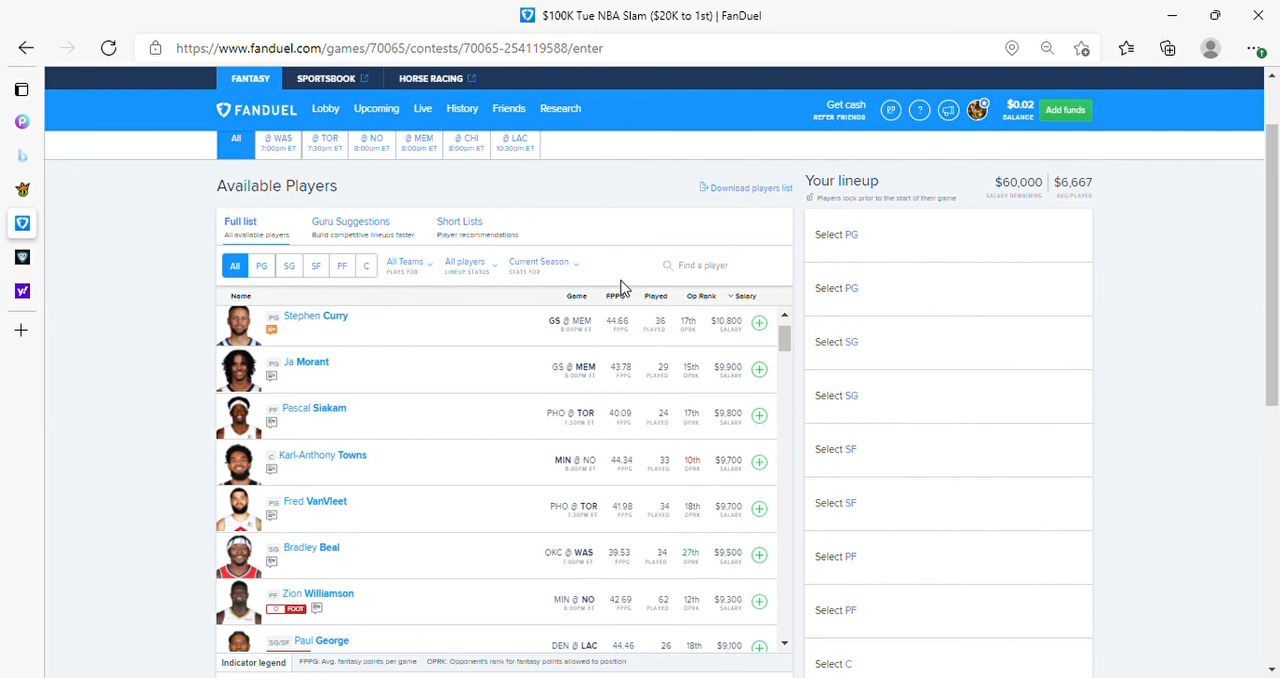 $100K Tue NBA Slam ($20K to 1st) | FanDuel
https://www.fanduel.com/games/70065/contests/70065-254119588/enter
FANTASY SPORTSBOOK HORSE RACING
FANDUEL Lobby Upcoming Live History Friends Research Get cash $0.02 Add funds
REFER FRIENDS BALANCE
All @ WAS @ TOR @ NO @ MEM @ CHI @ LAC
7:00pm ET 7:30pm ET 8:00pm ET 8:00pm ET 8:00pm ET 10:30pm ET
Available Players Download players list
Your lineup $60,000 $6,667
Players lock prior to the start of their game SALARY REMAINING AVG/PLAYER
Full list Guru Suggestions Short Lists
All available players Build competitive lineups faster Player recommendations
All PG SG SF PF C All Teams All players Current Season Find a player
PLAYS FOR LINEUP STATUS STATS FOR
Name Game FPPG Played Op Rank Salary
PG Stephen Curry GS @ MEM 44.66 36 17th $10,800
8:00PM ET FPPG PLAYED OPRK SALARY
PG Ja Morant GS @ MEM 43.78 29 15th $9,900
8:00PM ET FPPG PLAYED OPRK SALARY
PF Pascal Siakam PHO @ TOR 40.09 24 17th $9,800
7:30PM ET FPPG PLAYED OPRK SALARY
C Karl-Anthony Towns MIN @ NO 44.34 33 10th $9,700
8:00PM ET FPPG PLAYED OPRK SALARY
PG Fred VanVleet PHO @ TOR 41.98 34 18th $9,700
7:30PM ET FPPG PLAYED OPRK SALARY
SG Bradley Beal OKC @ WAS 39.53 34 27th $9,500
7:00PM ET FPPG PLAYED OPRK SALARY
PF Zion Williamson MIN @ NO 42.69 62 12th $9,300
O FOOT 8:00PM ET FPPG PLAYED OPRK SALARY
SG/SF Paul George DEN @ LAC 44.46 26 18th $9,100
Indicator legend FPPG: Avg. fantasy points per game OPRK: Opponent's rank for fantasy points allowed to position
Select PG
Select PG
Select SG
Select SG
Select SF
Select SF
Select PF
Select PF
Select C